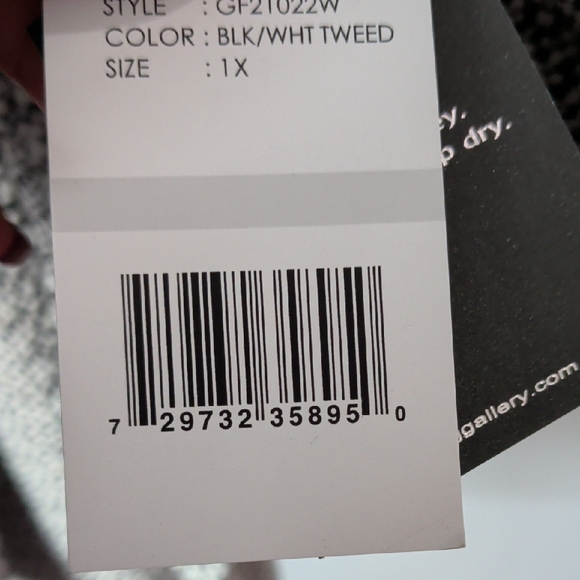 STYLE : GF21022W
COLOR : BLK/WHT TWEED
SIZE : 1X
7 29732 35895 0
dry.
gallery.com